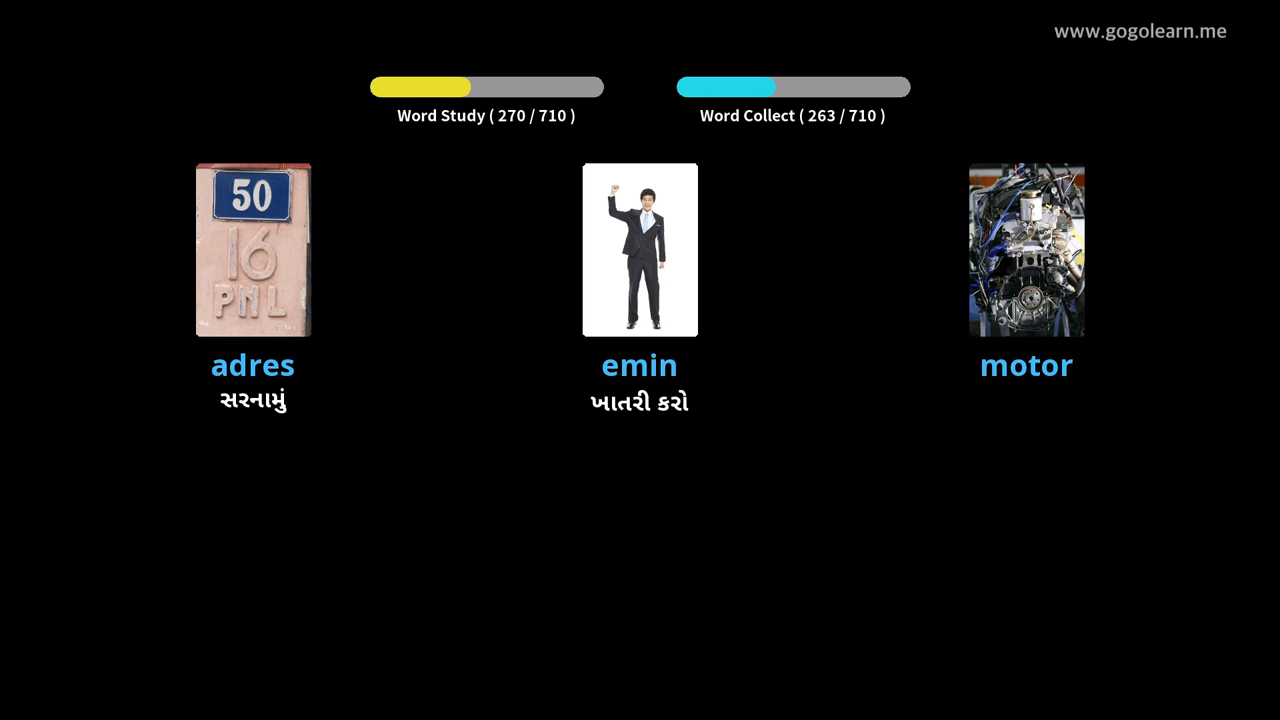 www.gogolearn.me
Word Study ( 270 / 710 )
Word Collect ( 263 / 710 )
50
16
PNL
adres
emin
motor
સરનામું
ખાતરી કરો